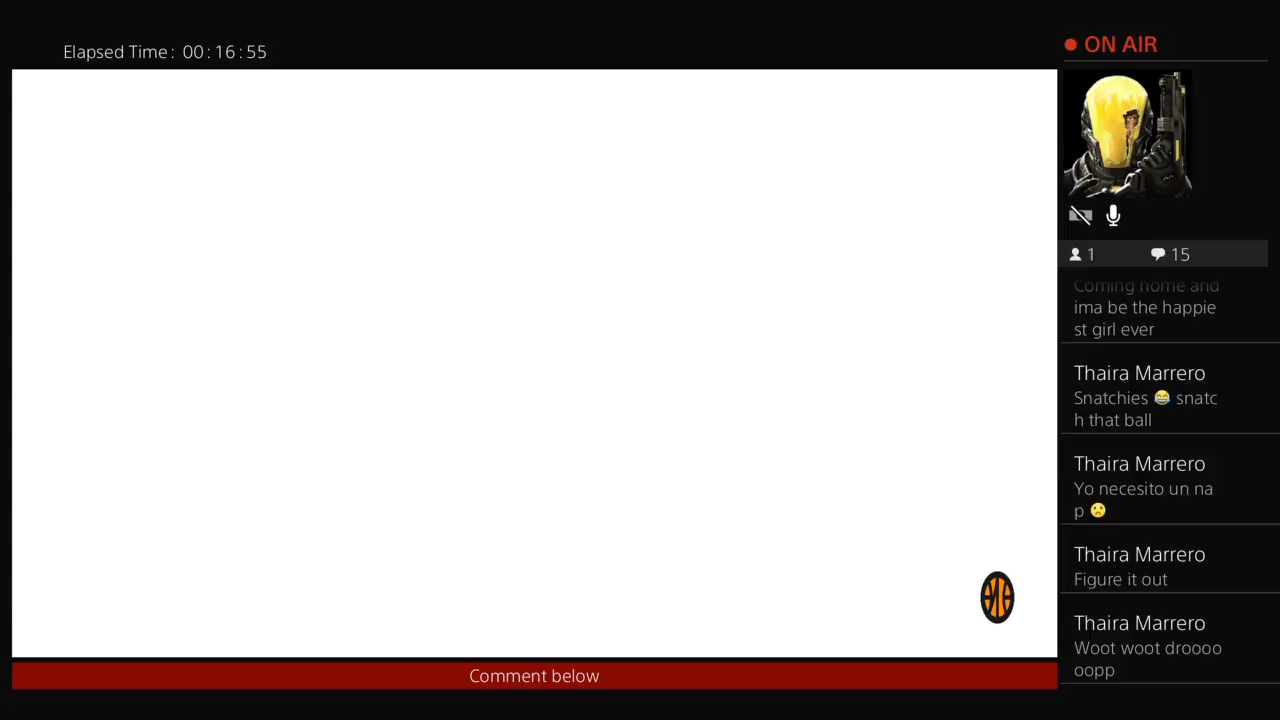 Elapsed Time: 00:16:55
ON AIR
1
15
Coming home and
ima be the happie
st girl ever
Thaira Marrero
Snatchies 😂 snatc
h that ball
Thaira Marrero
Yo necesito un na
p 🙁
Thaira Marrero
Figure it out
Thaira Marrero
Woot woot droooo
oopp
Comment below